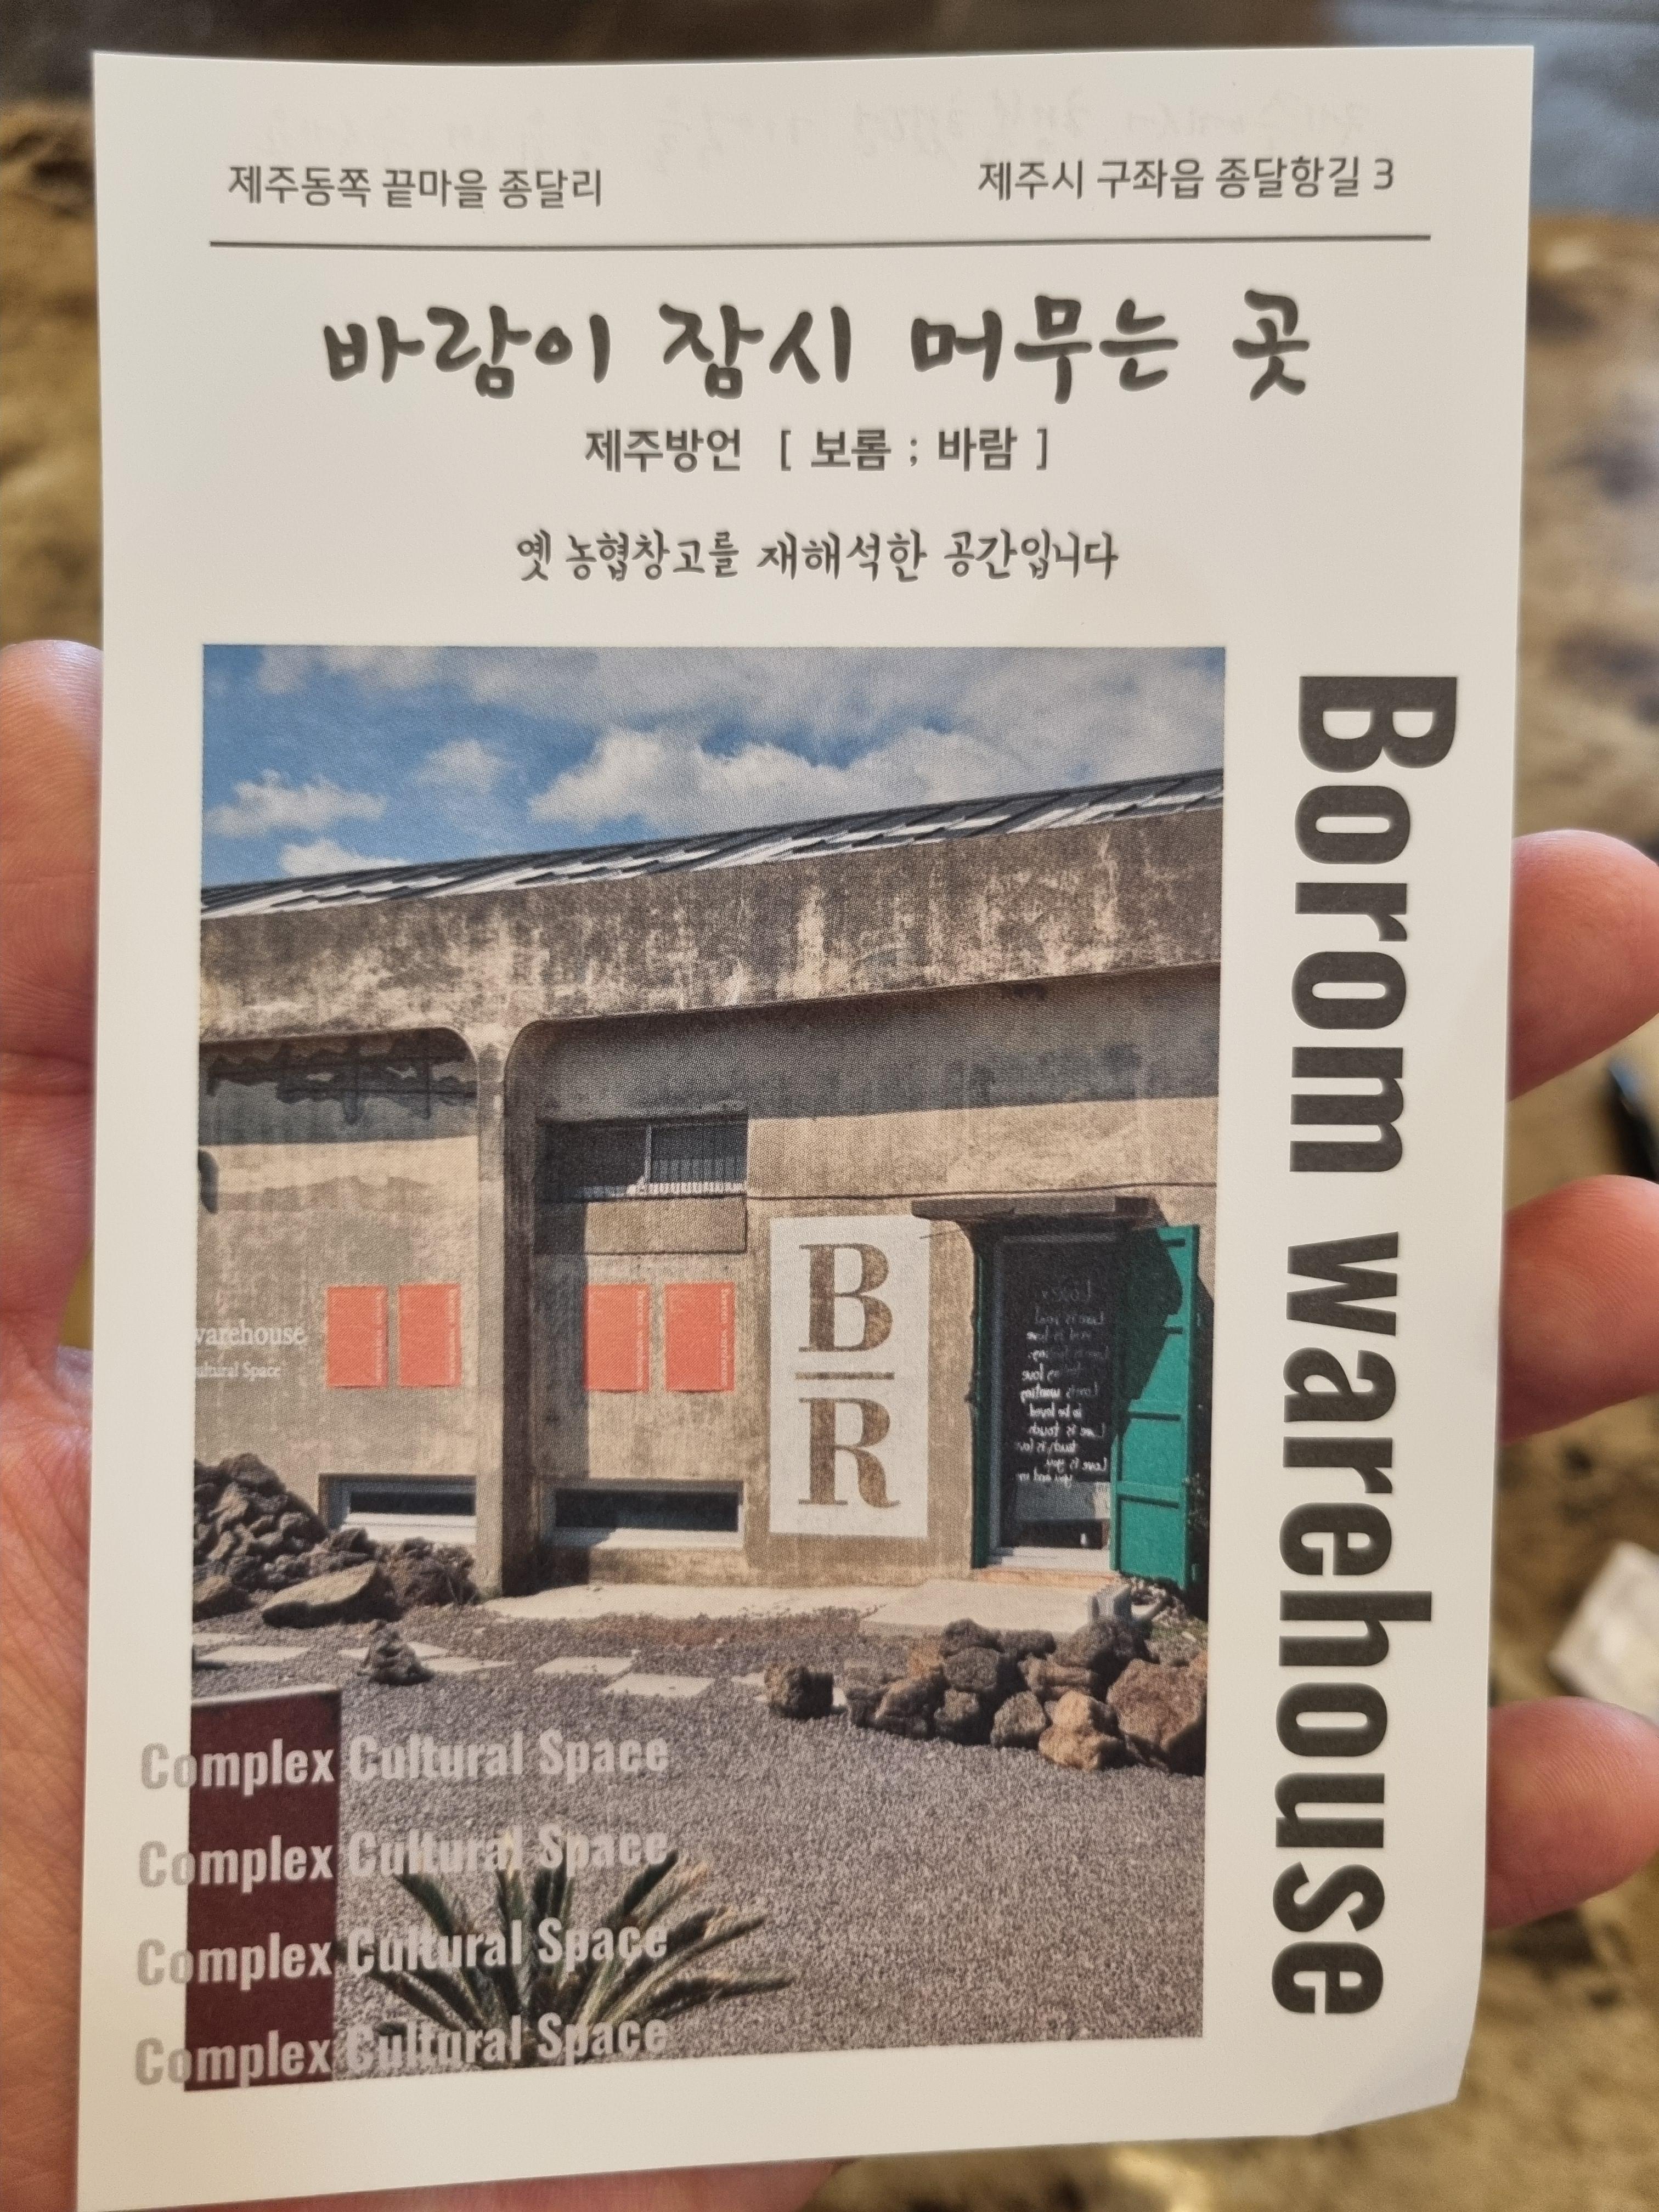 제주동쪽 끝마을 종달리
제주시 구좌읍 종달항길 3
바람이 잠시 머무는 곳
제주방언 [ 보롬 ; 바람 ]
옛 농협창고를 재해석한 공간입니다
Borom warehouse
warehouse
ultural Space
B
R
Complex Cultural Space
Complex Cultural Space
Complex Cultural Space
Complex Cultural Space